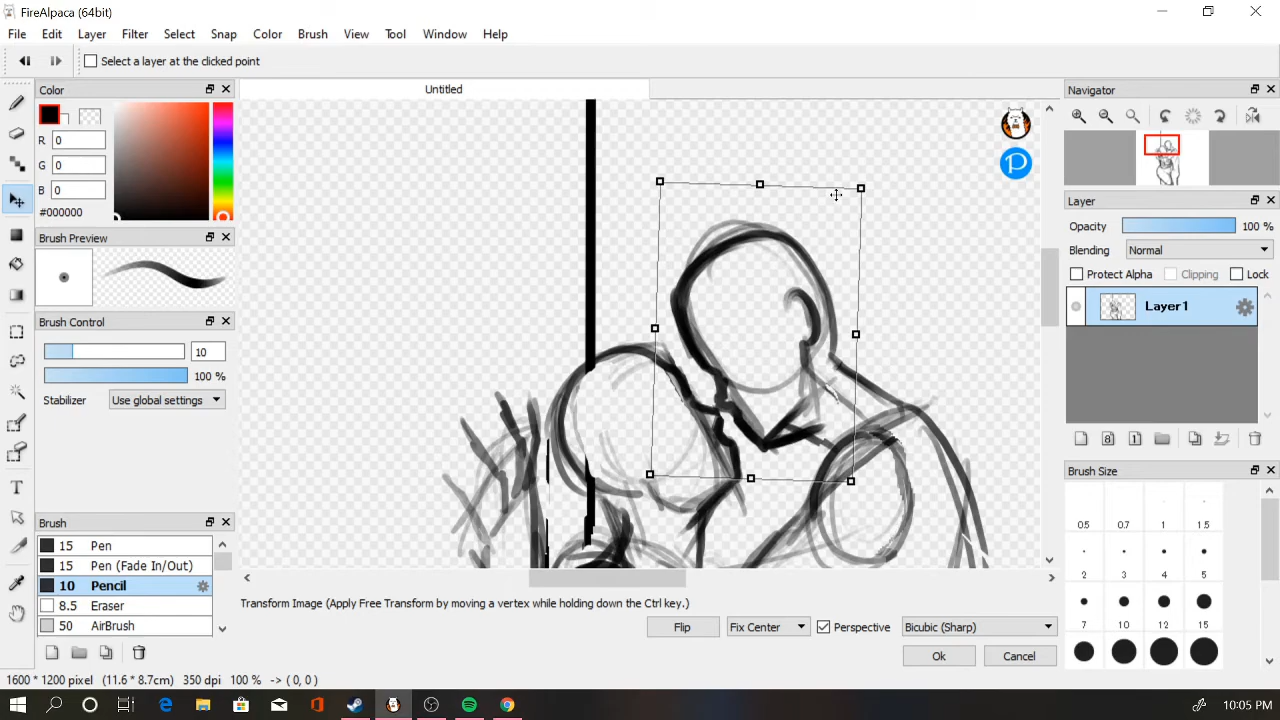 FireAlpaca (64bit)
File Edit Layer Filter Select Snap Color Brush View Tool Window Help
Select a layer at the clicked point
Color
R 0
G 0
B 0
#000000
Brush Preview
Brush Control
10
100 %
Stabilizer Use global settings
Brush
15 Pen
15 Pen (Fade In/Out)
10 Pencil
8.5 Eraser
50 AirBrush
Untitled
P
Transform Image (Apply Free Transform by moving a vertex while holding down the Ctrl key.)
Flip Fix Center Perspective Bicubic (Sharp)
Ok Cancel
Navigator
Layer
Opacity 100 %
Blending Normal
Protect Alpha Clipping Lock
Layer1
8 1
Brush Size
0.5 0.7 1 1.5
2 3 4 5
7 10 12 15
1600 * 1200 pixel (11.6 * 8.7cm) 350 dpi 100 % -> ( 0, 0 )
10:05 PM